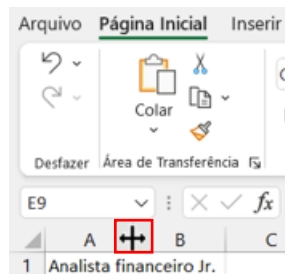 Arquivo Página Inicial Inserir
Colar
Desfazer Área de Transferência
E9 fx
A B C
1 Analista financeiro Jr.